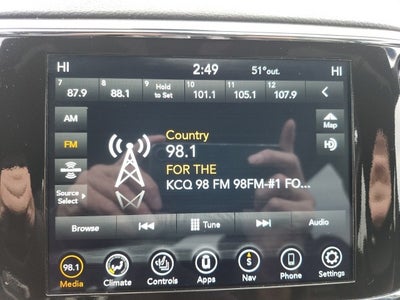 HI 2:49 51°out. HI
7 8 9 10 11 12
87.9 88.1 Hold to Set 101.1 105.1 107.9
AM
Country
Map
FM
98.1
HD
FOR THE
KCQ 98 FM 98FM-#1 FO...
Source Select
Browse Tune Audio
98.1 S
Media Climate Controls Apps Nav Phone Settings